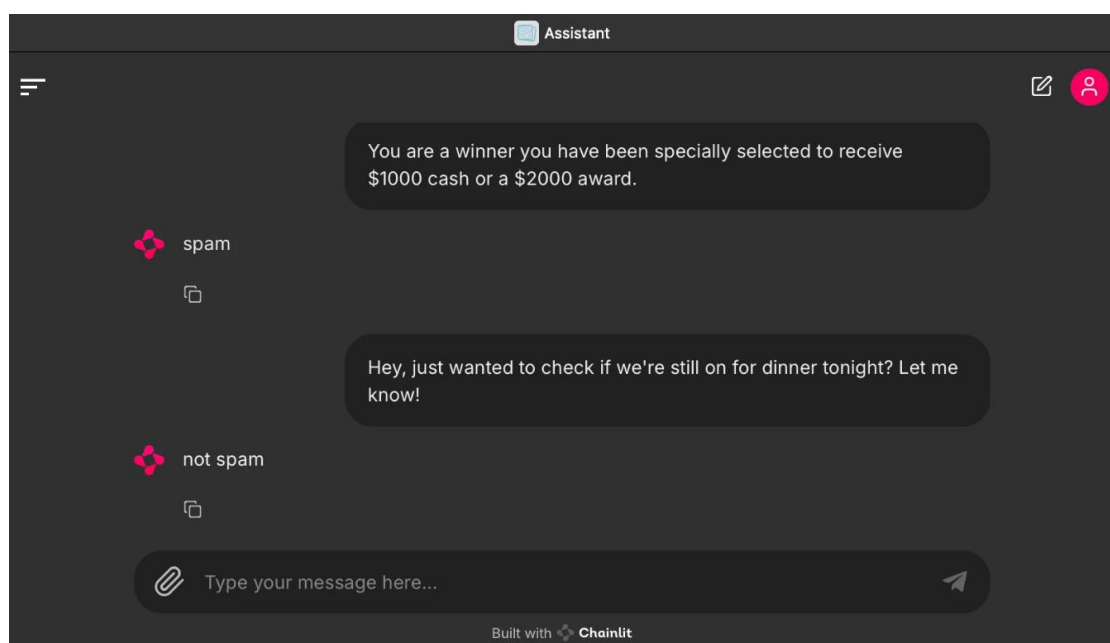 Assistant
You are a winner you have been specially selected to receive
$1000 cash or a $2000 award.
spam
Hey, just wanted to check if we're still on for dinner tonight? Let me
know!
not spam
Type your message here...
Built with Chainlit